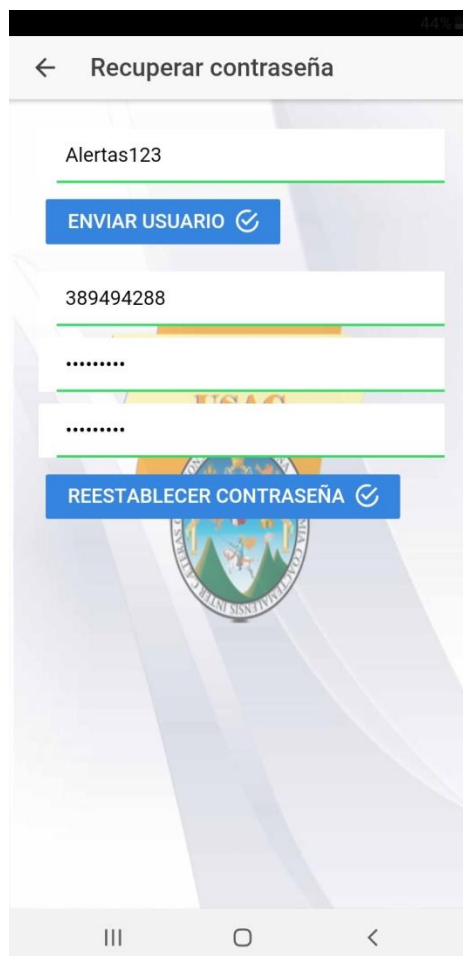 44%
Recuperar contraseña
Alertas123
ENVIAR USUARIO
389494288
•••••••••
USAC
•••••••••
REESTABLECER CONTRASEÑA